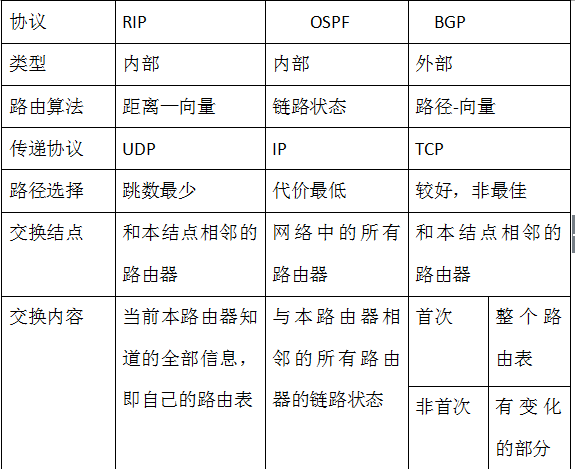 协议 RIP OSPF BGP
类型 内部 内部 外部
路由算法 距离—向量 链路状态 路径-向量
传递协议 UDP IP TCP
路径选择 跳数最少 代价最低 较好，非最佳
交换结点 和本结点相邻的 网络中的所有 和本结点相邻的
路由器 路由器 路由器
交换内容 当前本路由器知 与本路由器相 首次 整个路
道的全部信息， 邻的所有路由 由表
即自己的路由表 器的链路状态 非首次 有变化
的部分